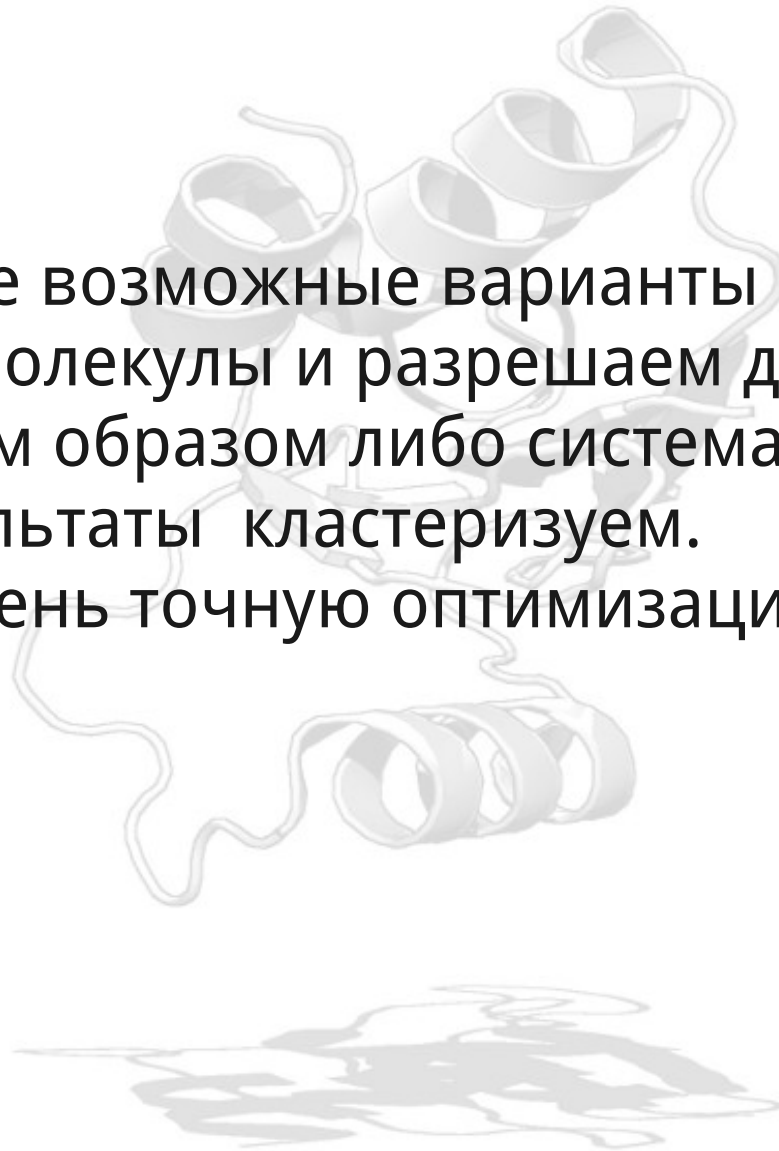 е возможные варианты
олекулы и разрешаем д
м образом либо система
льтаты  кластеризуем.
ень точную оптимизаци